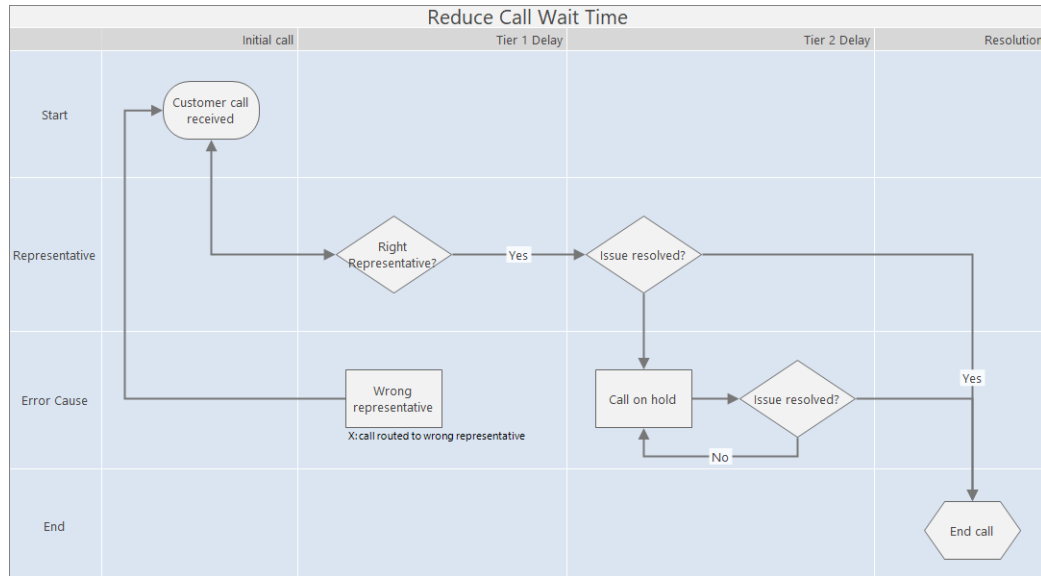 Reduce Call Wait Time
Initial call
Tier 1 Delay
Tier 2 Delay
Resolution
Start
Customer call
received
Representative
Right
Representative?
Yes
Issue resolved?
Error Cause
Wrong
representative
X: call routed to wrong representative
Call on hold
Issue resolved?
Yes
No
End
End call